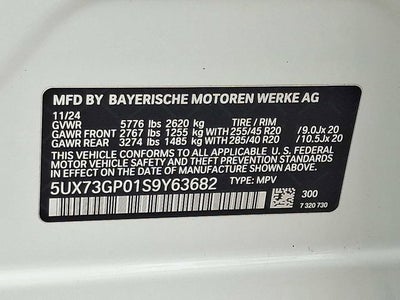 MFD BY BAYERISCHE MOTOREN WERKE AG
11/24 TIRE / RIM
GVWR 5776 lbs 2620 kg
GAWR FRONT 2767 lbs 1255 kg WITH 255/45 R20 /9.0Jx 20
GAWR REAR 3274 lbs 1485 kg WITH 285/40 R20 /10.5Jx 20
THIS VEHICLE CONFORMS TO ALL APPLICABLE U.S. FEDERAL
MOTOR VEHICLE SAFETY, BUMPER, AND THEFT PREVENTION
STANDARDS IN EFFECT ON THE DATE OF MANUFACTURE SHOWN ABOVE.
5UX73GP01S9Y63682 TYPE: MPV
300
7 320 730